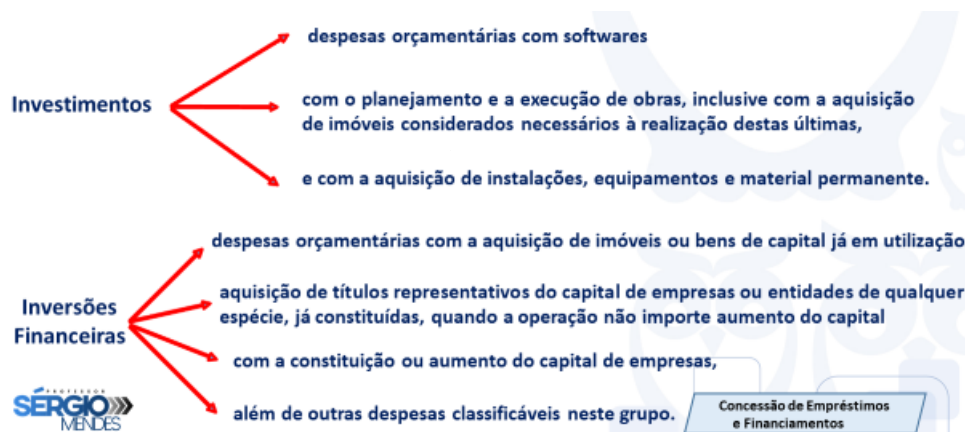 despesas orçamentárias com softwares
Investimentos
com o planejamento e a execução de obras, inclusive com a aquisição
de imóveis considerados necessários à realização destas últimas,
e com a aquisição de instalações, equipamentos e material permanente.
despesas orçamentárias com a aquisição de imóveis ou bens de capital já em utilização
Inversões
Financeiras
aquisição de títulos representativos do capital de empresas ou entidades de qualquer
espécie, já constituídas, quando a operação não importe aumento do capital
com a constituição ou aumento do capital de empresas,
além de outras despesas classificáveis neste grupo.
Concessão de Empréstimos
e Financiamentos
PROFESSOR
SÉRGIO
MENDES